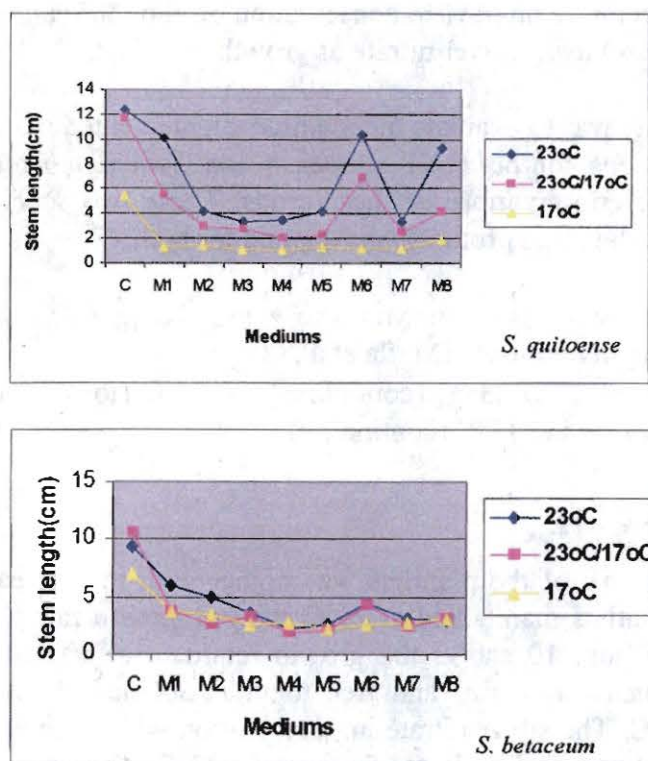 14
12
10
8
6
4
2
0
Stem length(cm)
C M1 M2 M3 M4 M5 M6 M7 M8
Mediums
23oC
23oC/17oC
17oC
S. quitoense
15
10
5
0
Stem length(cm)
C M1 M2 M3 M4 M5 M6 M7 M8
Mediums
23oC
23oC/17oC
17oC
S. betaceum